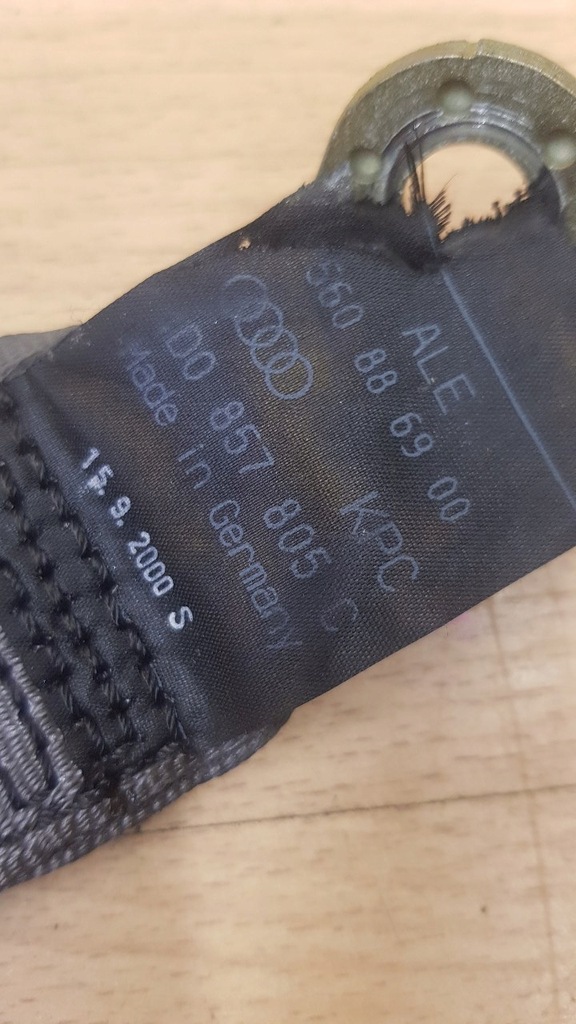 ALE KPC
560 88 69 00
D0 857 805 C
Made in Germany
15.9.2000 S